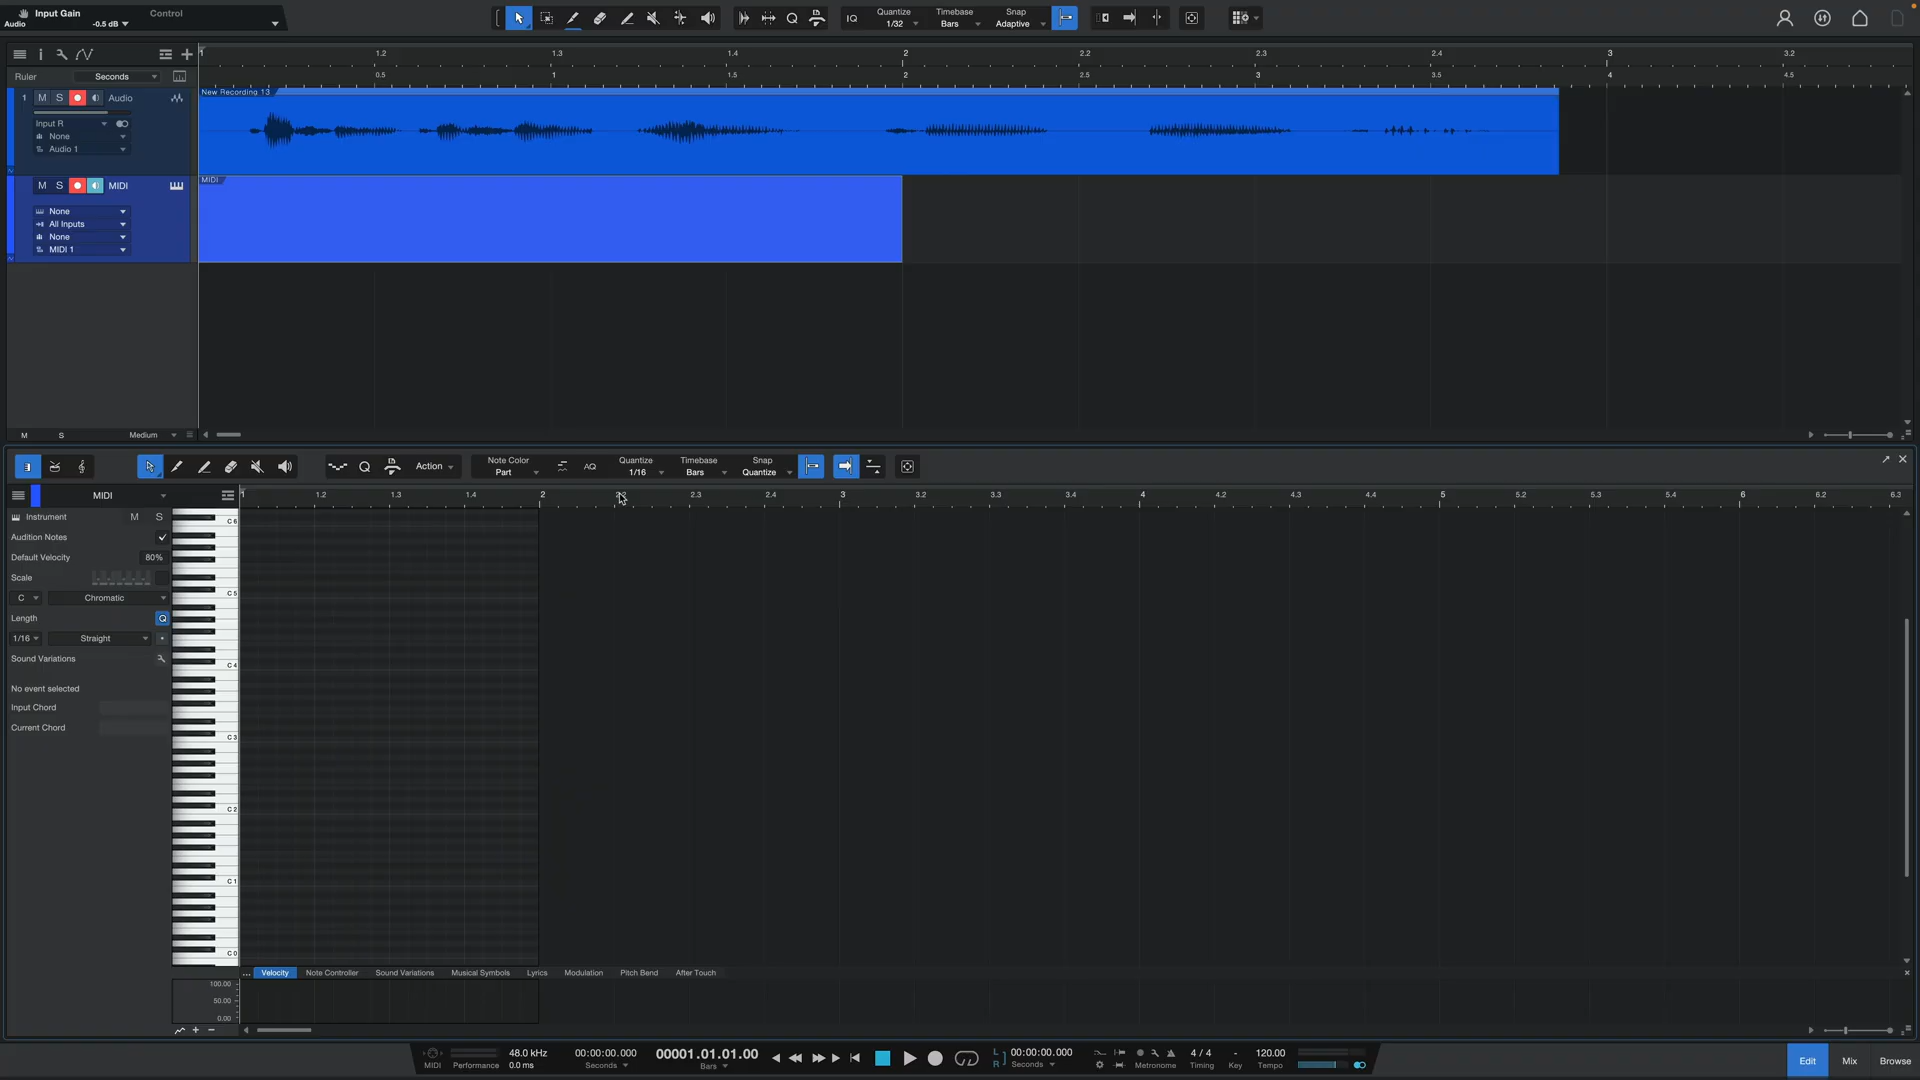 Input Gain
Control
Audio
-0.5 dB
IQ
Quantize
1/32
Timebase
Bars
Snap
Adaptive
1
1.2
1.3
1.4
2
2.2
2.3
2.4
3
3.2
Ruler
Seconds
0.5
1
1.5
2
2.5
3
3.5
4
4.5
1
M
S
Audio
Input R
None
Audio 1
New Recording 13
M
S
MIDI
None
All Inputs
None
MIDI 1
MIDI
M
S
Medium
Action
Note Color
Part
AQ
Quantize
1/16
Timebase
Bars
Snap
Quantize
MIDI
1
1.2
1.3
1.4
2
2.3
2.4
3
3.2
3.3
3.4
4
4.2
4.3
4.4
5
5.2
5.3
5.4
6
6.2
6.3
Instrument
M
S
Audition Notes
Default Velocity
80%
Scale
C
Chromatic
Length
Q
1/16
Straight
Sound Variations
No event selected
Input Chord
Current Chord
C 6
C 5
C 4
C 3
C 2
C 1
C 0
...
Velocity
Note Controller
Sound Variations
Musical Symbols
Lyrics
Modulation
Pitch Bend
After Touch
100.00
50.00
0.00
MIDI
Performance
48.0 kHz
0.0 ms
00:00:00.000
Seconds
00001.01.01.00
Bars
L
R
00:00:00.000
Seconds
Metronome
4 / 4
Timing
-
Key
120.00
Tempo
Edit
Mix
Browse